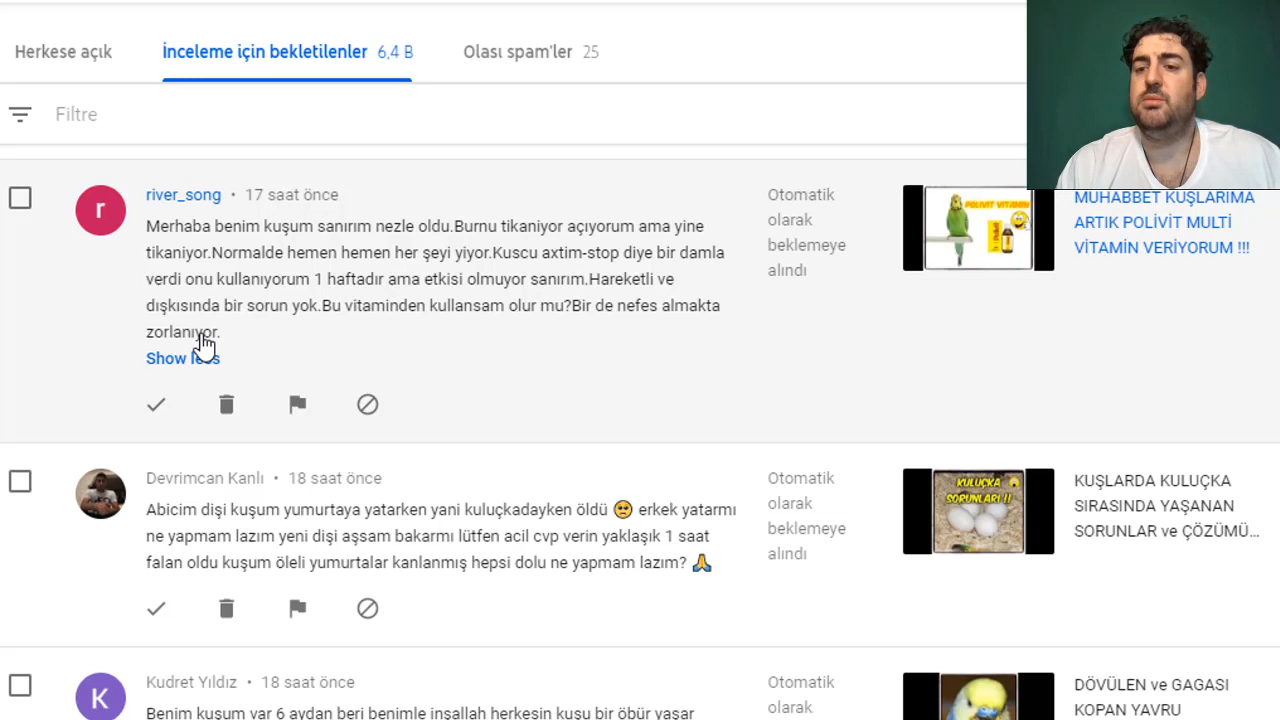 Herkese açık İnceleme için bekletilenler 6,4 B Olası spam'ler 25
Filtre
river_song • 17 saat önce
Merhaba benim kuşum sanırım nezle oldu.Burnu tikaniyor açıyorum ama yine
tikaniyor.Normalde hemen hemen her şeyi yiyor.Kuscu axtim-stop diye bir damla
verdi onu kullanıyorum 1 haftadır ama etkisi olmuyor sanırım.Hareketli ve
dışkısında bir sorun yok.Bu vitaminden kullansam olur mu?Bir de nefes almakta
zorlanıyor.
Show less
Otomatik
olarak
beklemeye
alındı
POLİVİT VİTAMİN
MUHABBET KUŞLARIMA
ARTIK POLİVİT MULTİ
VİTAMİN VERİYORUM !!!
Devrimcan Kanlı • 18 saat önce
Abicim dişi kuşum yumurtaya yatarken yani kuluçkadayken öldü 🥺 erkek yatarmı
ne yapmam lazım yeni dişi aşsam bakarmı lütfen acil cvp verin yaklaşık 1 saat
falan oldu kuşum öleli yumurtalar kanlanmış hepsi dolu ne yapmam lazım? 🙏
Otomatik
olarak
beklemeye
alındı
KULUÇKA
SORUNLARI !!
KUŞLARDA KULUÇKA
SIRASINDA YAŞANAN
SORUNLAR ve ÇÖZÜMÜ...
K
Kudret Yıldız • 18 saat önce
Benim kuşum var 6 aydan beri benimle inşallah herkesin kuşu bir öbür yaşar
Otomatik
olarak
DÖVÜLEN ve GAGASI
KOPAN YAVRU
r